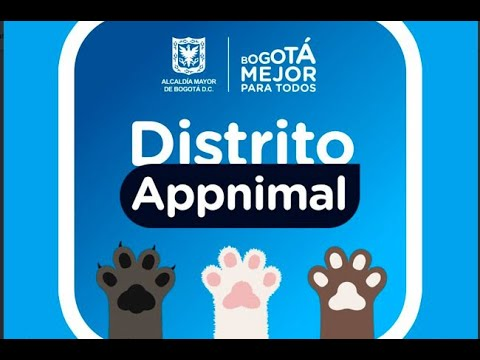 ALCALDÍA MAYOR
DE BOGOTÁ D.C.
BOGOTÁ
MEJOR
PARA TODOS
Distrito
Appnimal